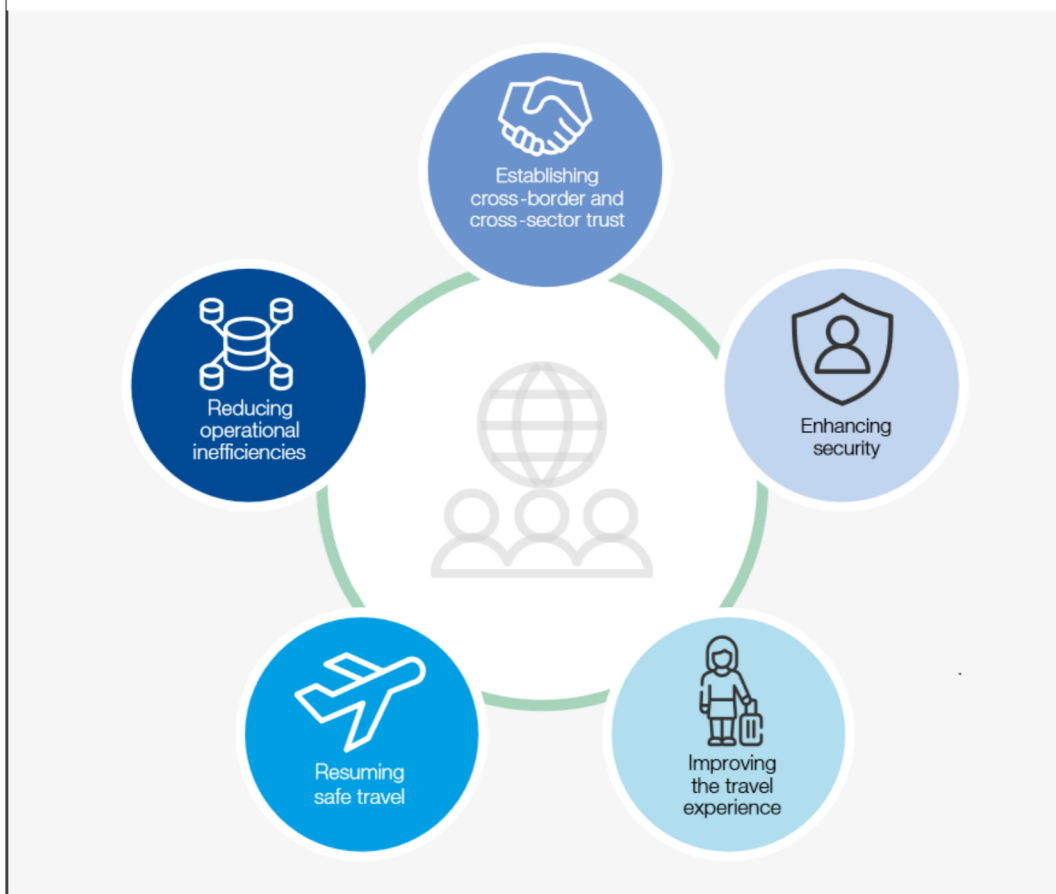 Establishing
cross-border and
cross-sector trust
Enhancing
security
Improving
the travel
experience
Resuming
safe travel
Reducing
operational
inefficiencies